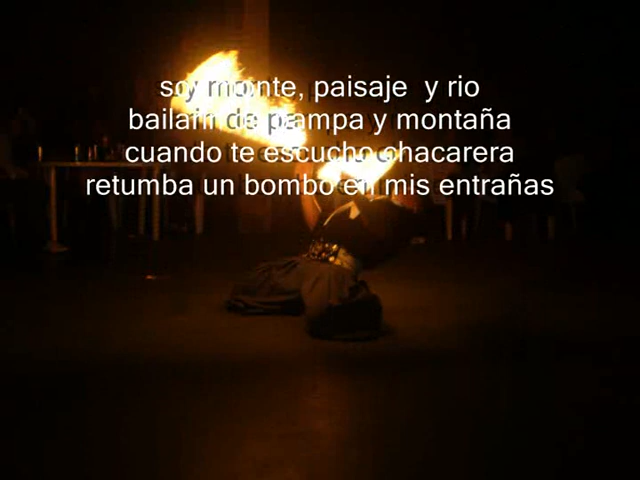 soy monte, paisaje y rio
bailarin de pampa y montaña
cuando te escucho chacarera
retumba un bombo en mis entrañas